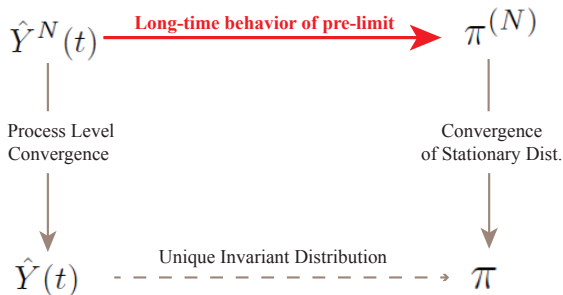 Long-time behavior of pre-limit
Ŷ^N(t) π^(N)
Process Level
Convergence
Convergence
of Stationary Dist.
Unique Invariant Distribution
Ŷ(t) π